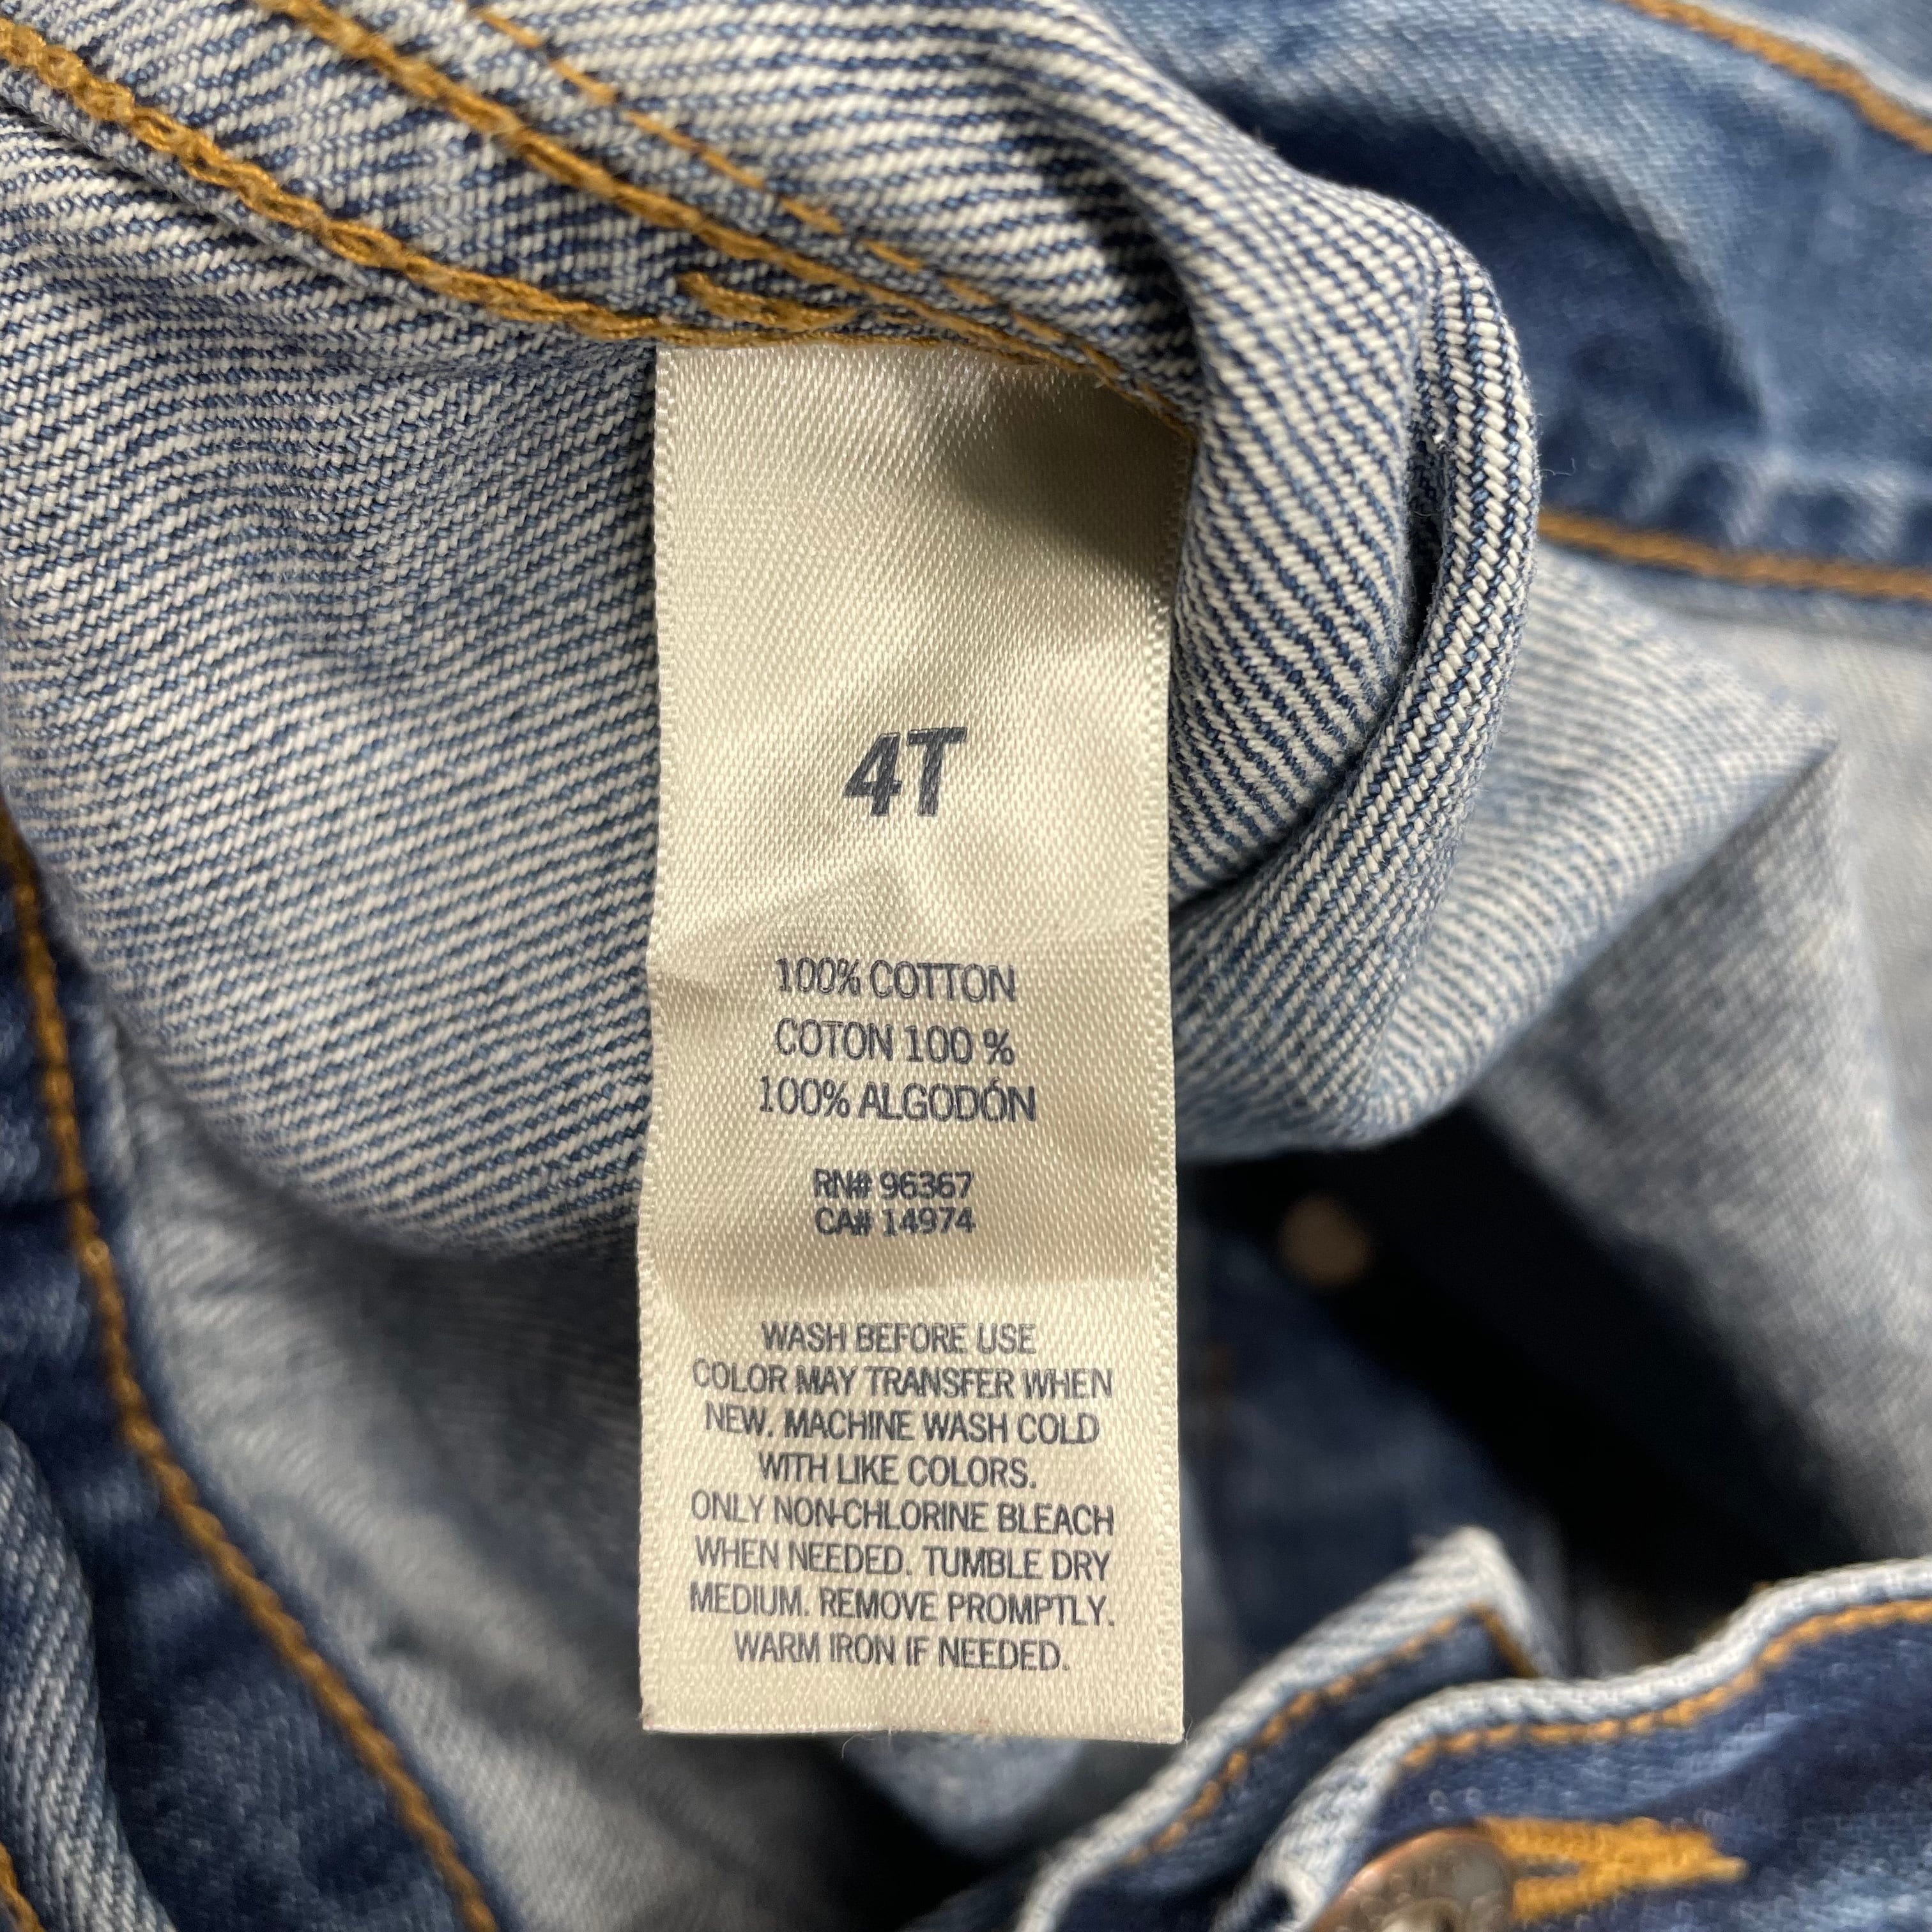 4T
100% COTTON
COTON 100 %
100% ALGODÓN
RN# 96367
CA# 14974
WASH BEFORE USE
COLOR MAY TRANSFER WHEN
NEW. MACHINE WASH COLD
WITH LIKE COLORS.
ONLY NON-CHLORINE BLEACH
WHEN NEEDED. TUMBLE DRY
MEDIUM. REMOVE PROMPTLY.
WARM IRON IF NEEDED.